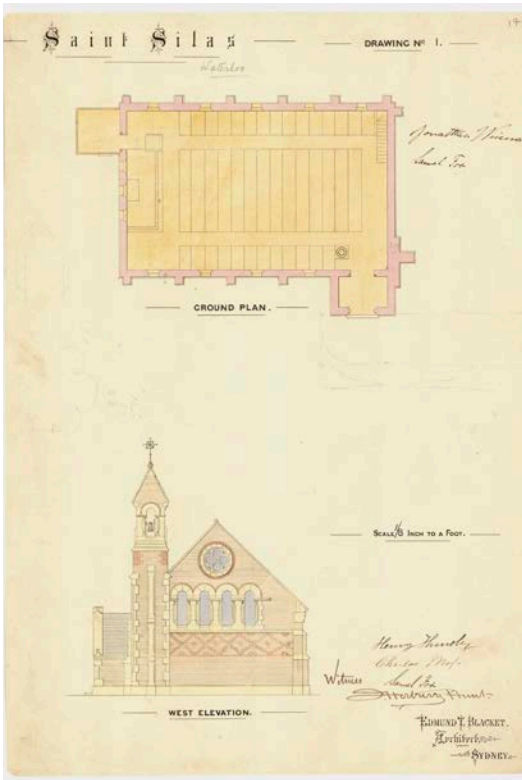 Saint Silas
Waterloo
DRAWING Nº 1.
Samuel Fox
GROUND PLAN.
SCALE 1/8 INCH TO A FOOT.
Witness
Samuel Fox
WEST ELEVATION.
EDMUND T. BLACKET.
Architect
SYDNEY.